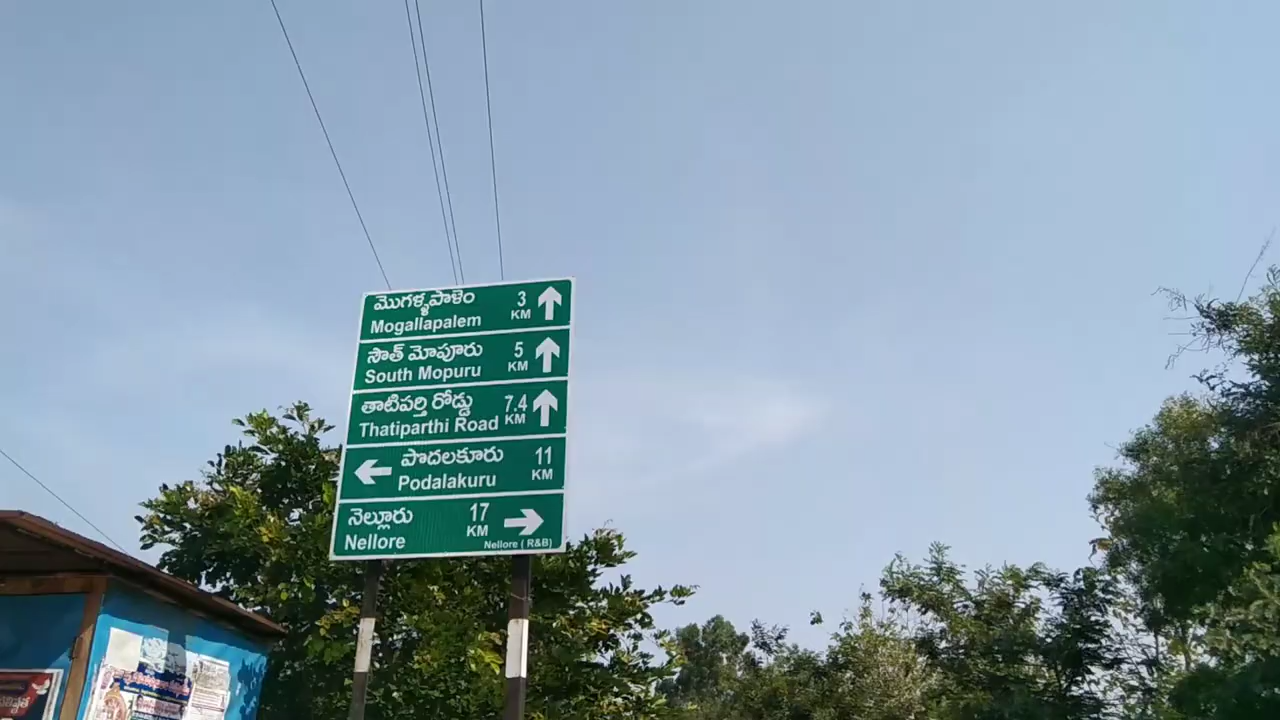 మొగళ్ళపాళెం 3
Mogallapalem KM
సౌత్ మోపూరు 5
South Mopuru KM
తాటిపర్తి రోడ్డు 7.4
Thatiparthi Road KM
పొదలకూరు 11
Podalakuru KM
నెల్లూరు 17
Nellore KM
Nellore ( R&B)